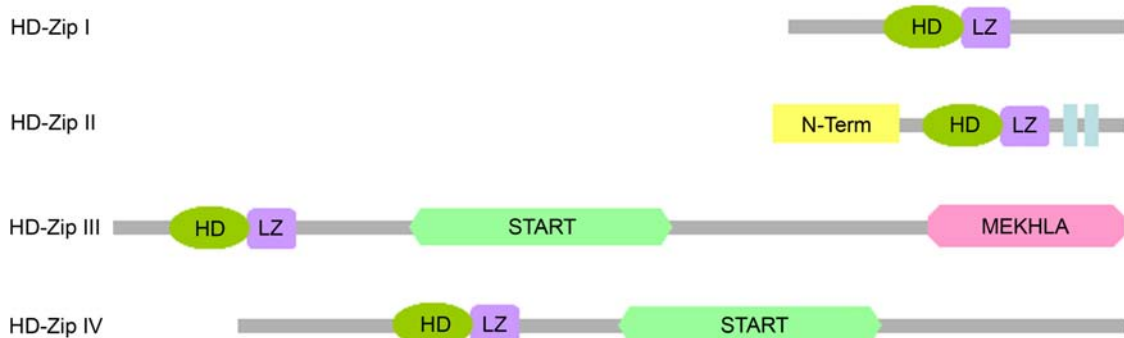 HD-Zip I HD LZ
HD-Zip II N-Term HD LZ
HD-Zip III HD LZ START MEKHLA
HD-Zip IV HD LZ START